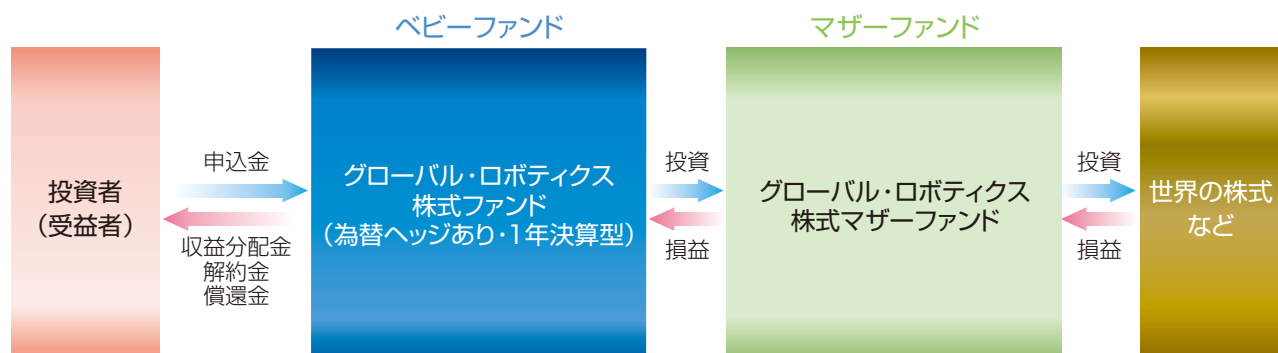 ベビーファンド
マザーファンド
投資者
（受益者）
申込金
収益分配金
解約金
償還金
グローバル・ロボティクス
株式ファンド
（為替ヘッジあり・1年決算型）
投資
損益
グローバル・ロボティクス
株式マザーファンド
投資
損益
世界の株式
など